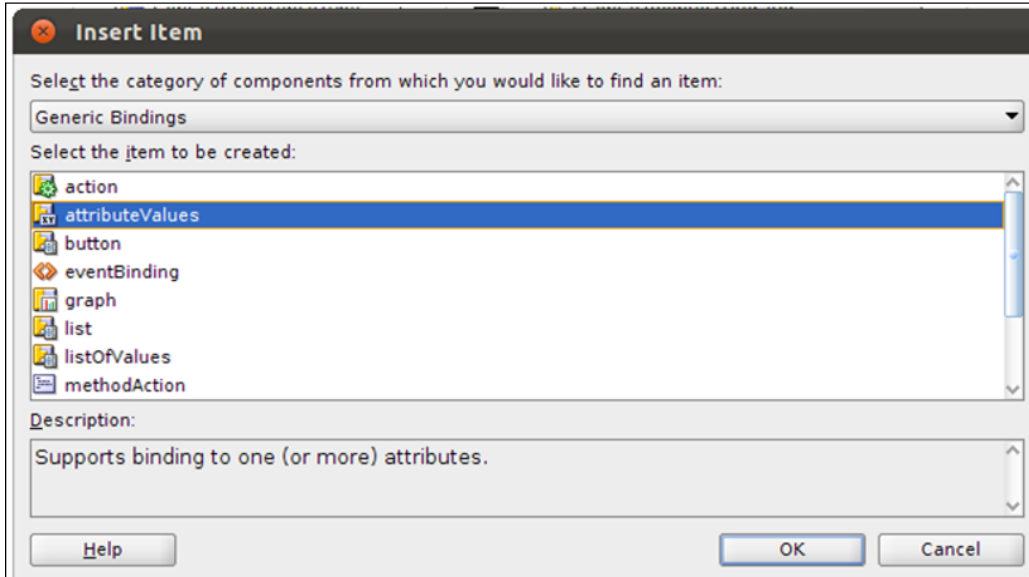 Insert Item
Select the category of components from which you would like to find an item:
Generic Bindings
Select the item to be created:
action
attributeValues
button
eventBinding
graph
list
listOfValues
methodAction
Description:
Supports binding to one (or more) attributes.
Help
OK
Cancel